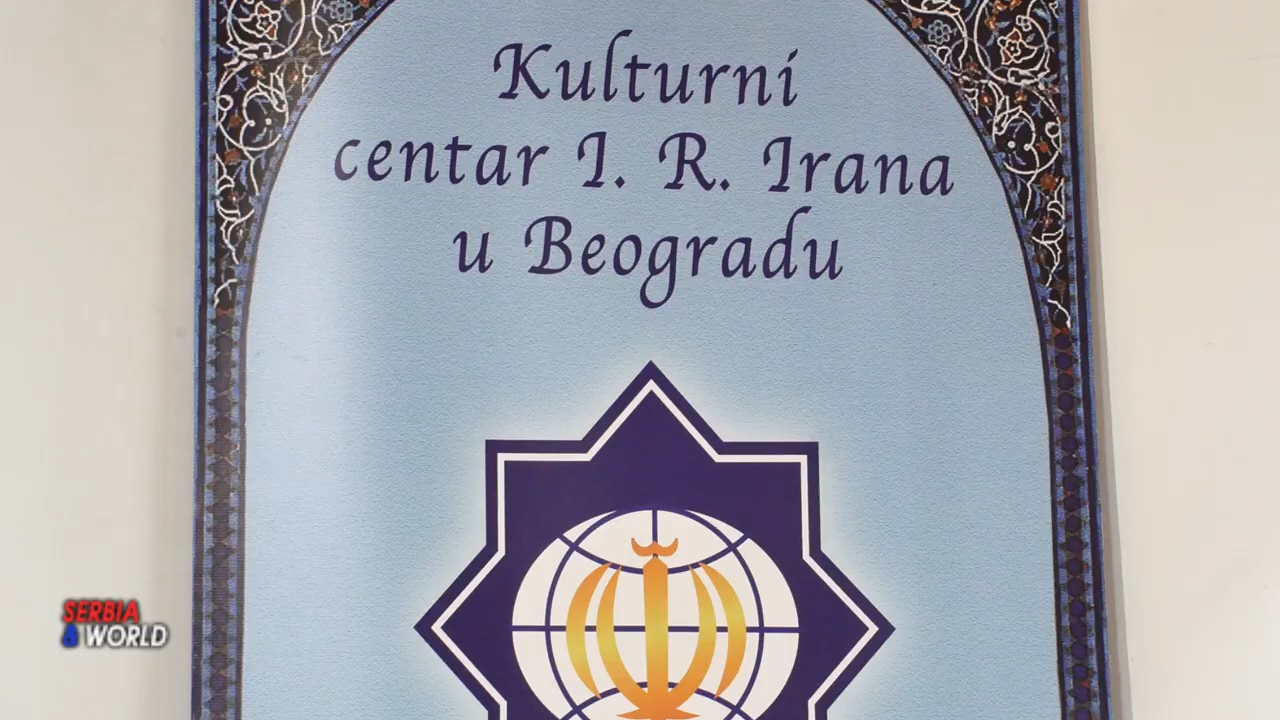 Kulturni
centar I. R. Irana
u Beogradu
SERBIA
& WORLD